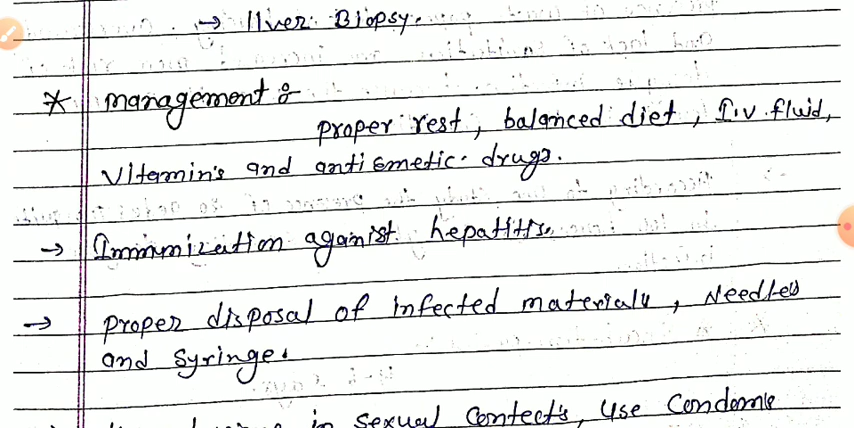 → liver Biopsy.
* management :-
proper rest, balanced diet, I.v. fluid,
vitamin's and antiemetic drugs.
→ Immunization against hepatitis.
→ proper disposal of infected materials, Needles
and Syringe.
in sexual contects, use Condoms